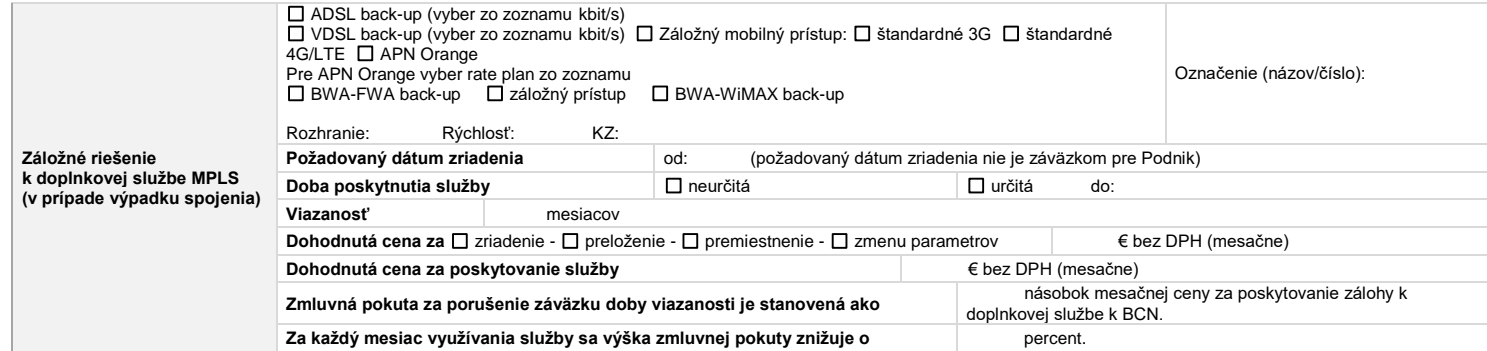 ☐ ADSL back-up (vyber zo zoznamu kbit/s)
☐ VDSL back-up (vyber zo zoznamu kbit/s) ☐ Záložný mobilný prístup: ☐ štandardné 3G ☐ štandardné
4G/LTE ☐ APN Orange
Pre APN Orange vyber rate plan zo zoznamu
☐ BWA-FWA back-up ☐ záložný prístup ☐ BWA-WiMAX back-up
Rozhranie: Rýchlosť: KZ:
Označenie (názov/číslo):
Záložné riešenie
k doplnkovej službe MPLS
(v prípade výpadku spojenia)
Požadovaný dátum zriadenia od: (požadovaný dátum zriadenia nie je záväzkom pre Podnik)
Doba poskytnutia služby ☐ neurčitá ☐ určitá do:
Viazanosť mesiacov
Dohodnutá cena za ☐ zriadenie - ☐ preloženie - ☐ premiestnenie - ☐ zmenu parametrov € bez DPH (mesačne)
Dohodnutá cena za poskytovanie služby € bez DPH (mesačne)
Zmluvná pokuta za porušenie záväzku doby viazanosti je stanovená ako násobok mesačnej ceny za poskytovanie zálohy k
doplnkovej službe k BCN.
Za každý mesiac využívania služby sa výška zmluvnej pokuty znižuje o percent.